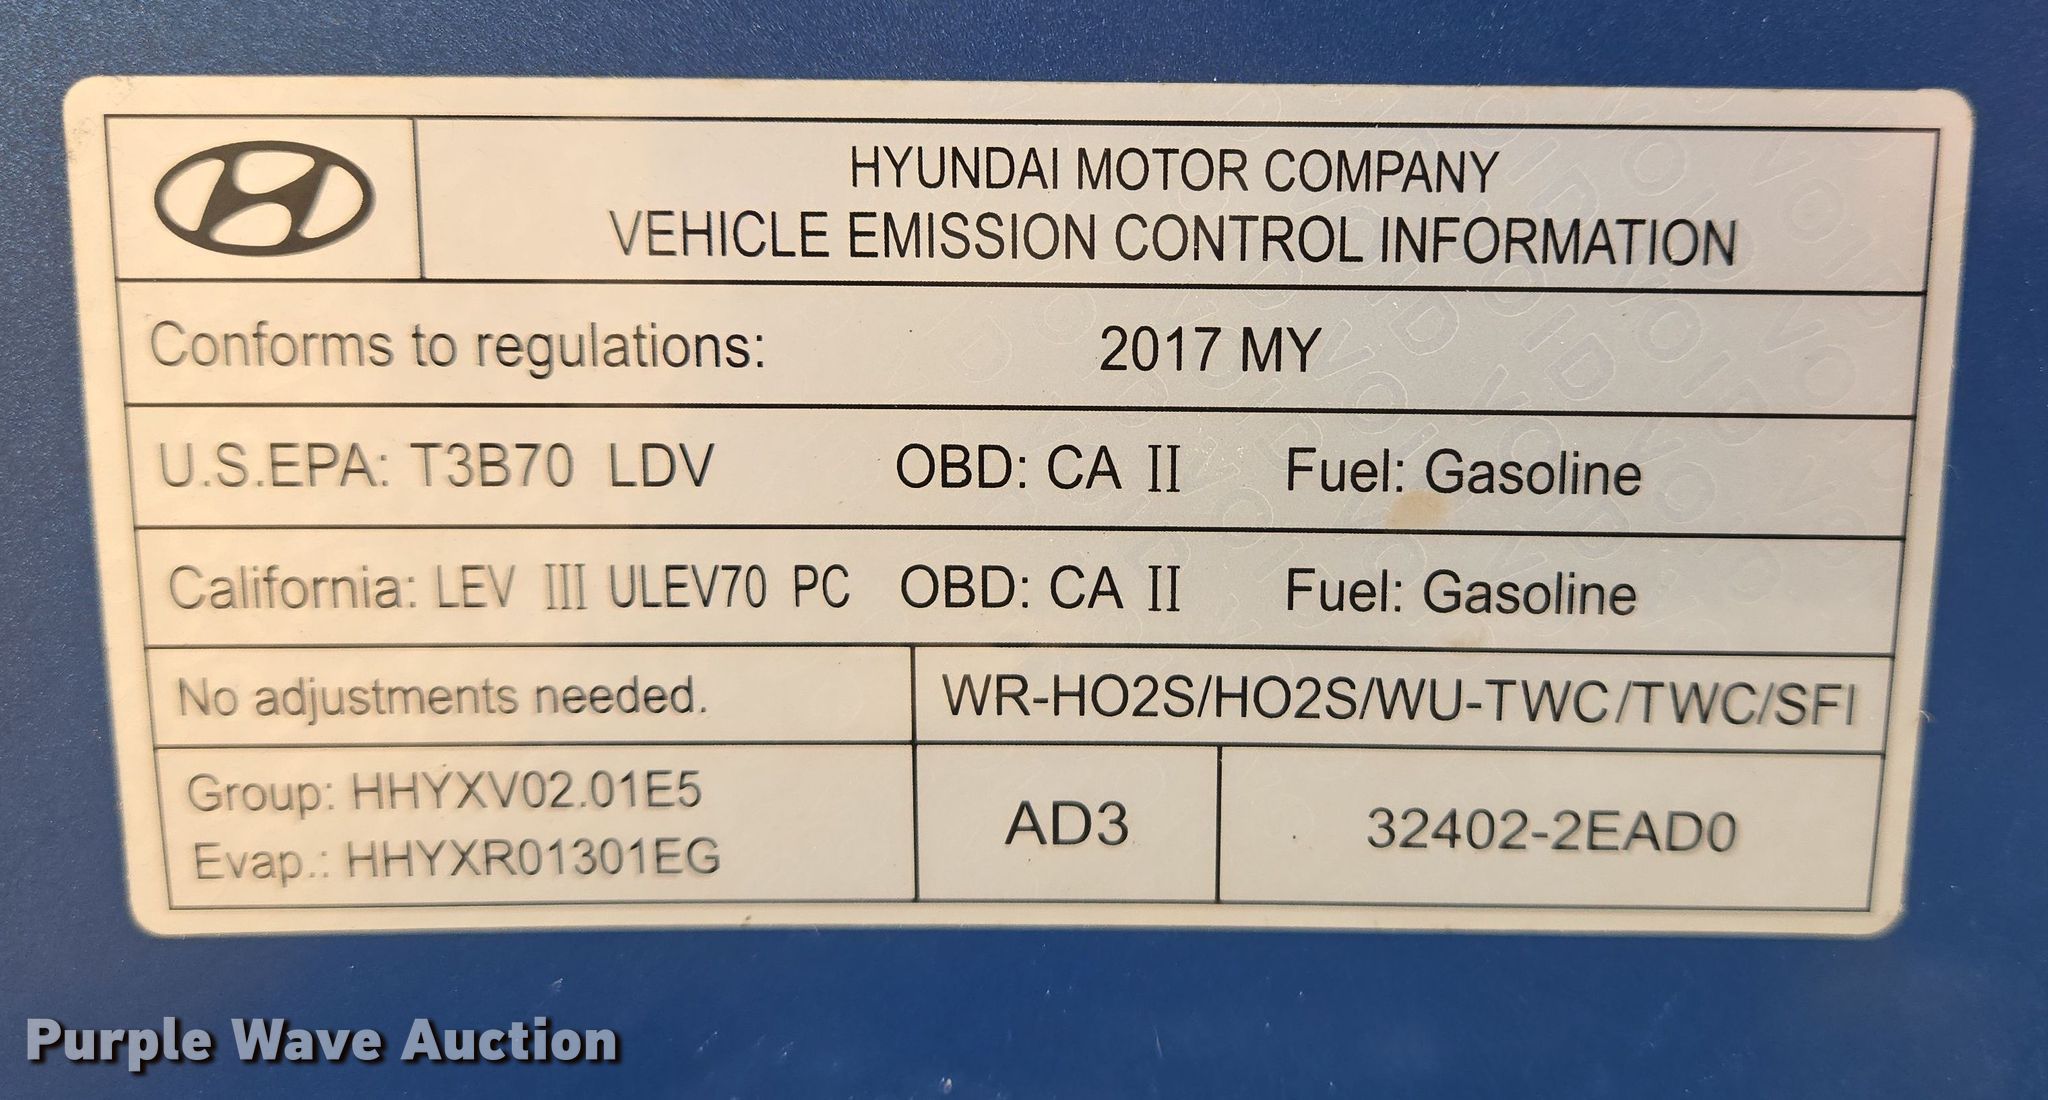 HYUNDAI MOTOR COMPANY
VEHICLE EMISSION CONTROL INFORMATION
Conforms to regulations: 2017 MY
U.S.EPA: T3B70 LDV OBD: CA II Fuel: Gasoline
California: LEV III ULEV70 PC OBD: CA II Fuel: Gasoline
No adjustments needed. WR-HO2S/HO2S/WU-TWC/TWC/SFI
Group: HHYXV02.01E5
Evap.: HHYXR01301EG
AD3
32402-2EAD0
Purple Wave Auction